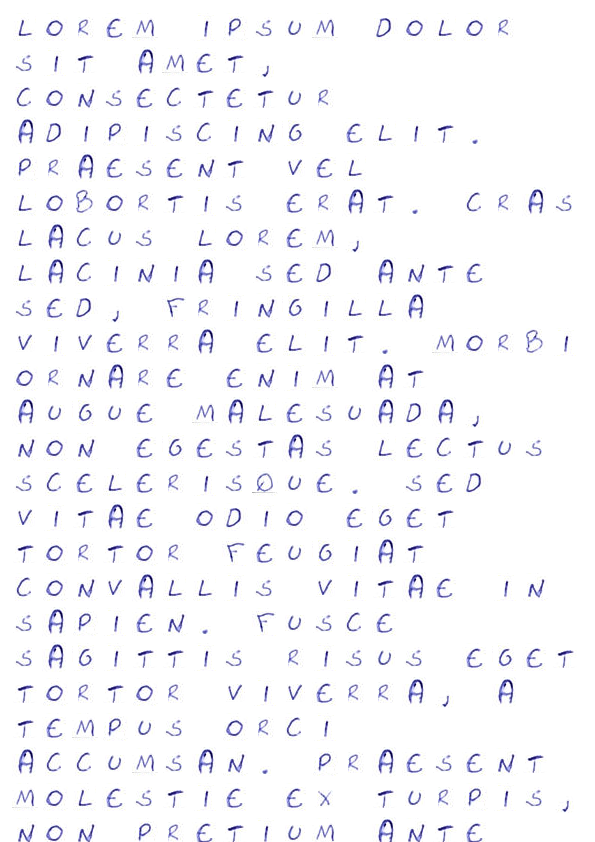 LOREM IPSUM DOLOR
SIT AMET,
CONSECTETUR
ADIPISCING ELIT.
PRAESENT VEL
LOBORTIS ERAT. CRAS
LACUS LOREM,
LACINIA SED ANTE
SED, FRINGILLA
VIVERRA ELIT. MORBI
ORNARE ENIM AT
AUGUE MALESUADA,
NON EGESTAS LECTUS
SCELERISQUE. SED
VITAE ODIO EGET
TORTOR FEUGIAT
CONVALLIS VITAE IN
SAPIEN. FUSCE
SAGITTIS RISUS EGET
TORTOR VIVERRA, A
TEMPUS ORCI
ACCUMSAN. PRAESENT
MOLESTIE EX TURPIS,
NON PRETIUM ANTE